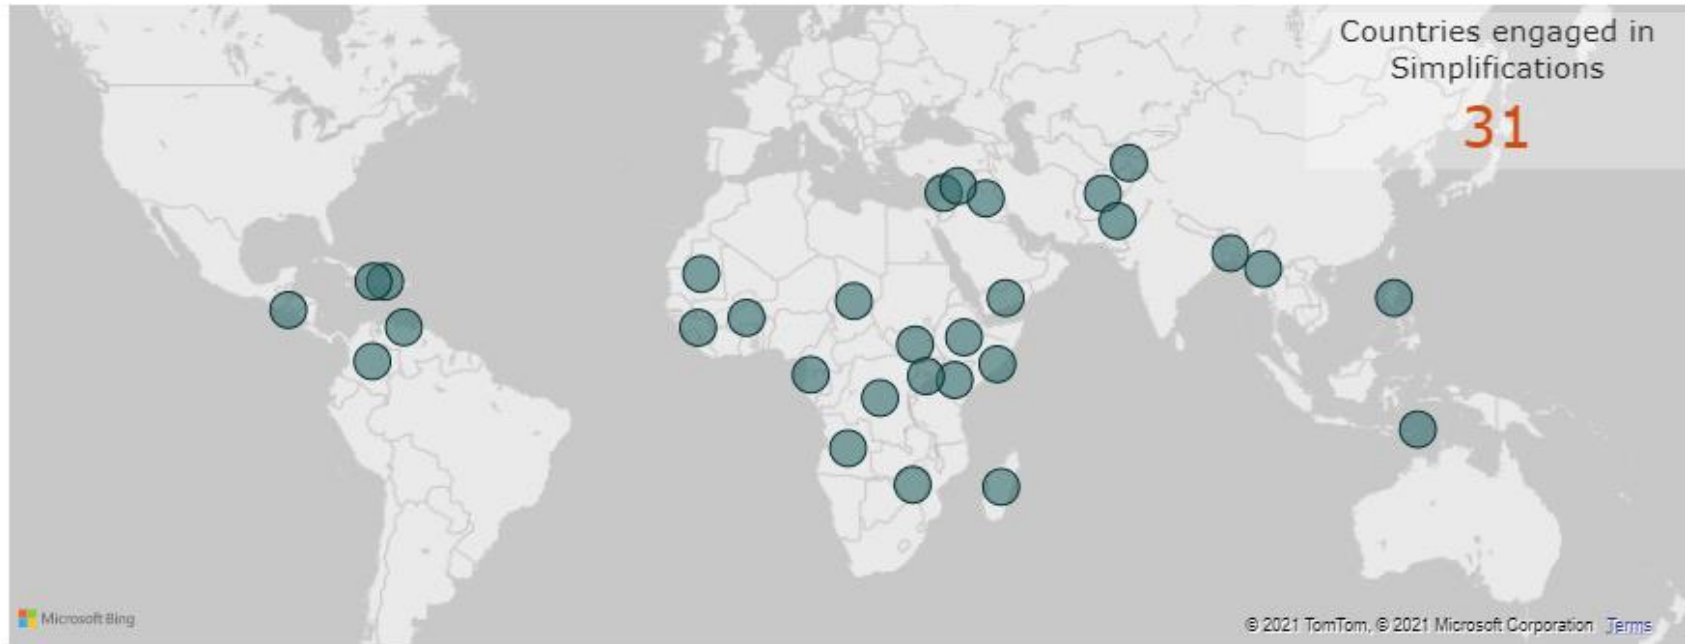 Countries engaged in
Simplifications
31
Microsoft Bing
© 2021 TomTom, © 2021 Microsoft Corporation Terms